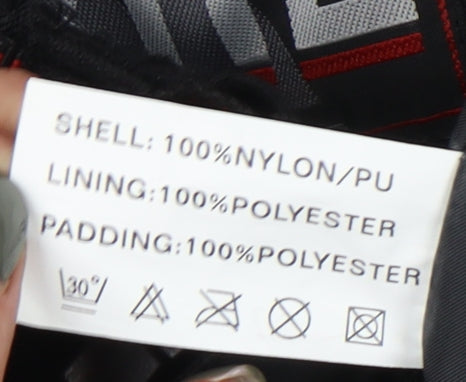 SHELL: 100%NYLON/PU
LINING:100%POLYESTER
PADDING:100%POLYESTER
30°